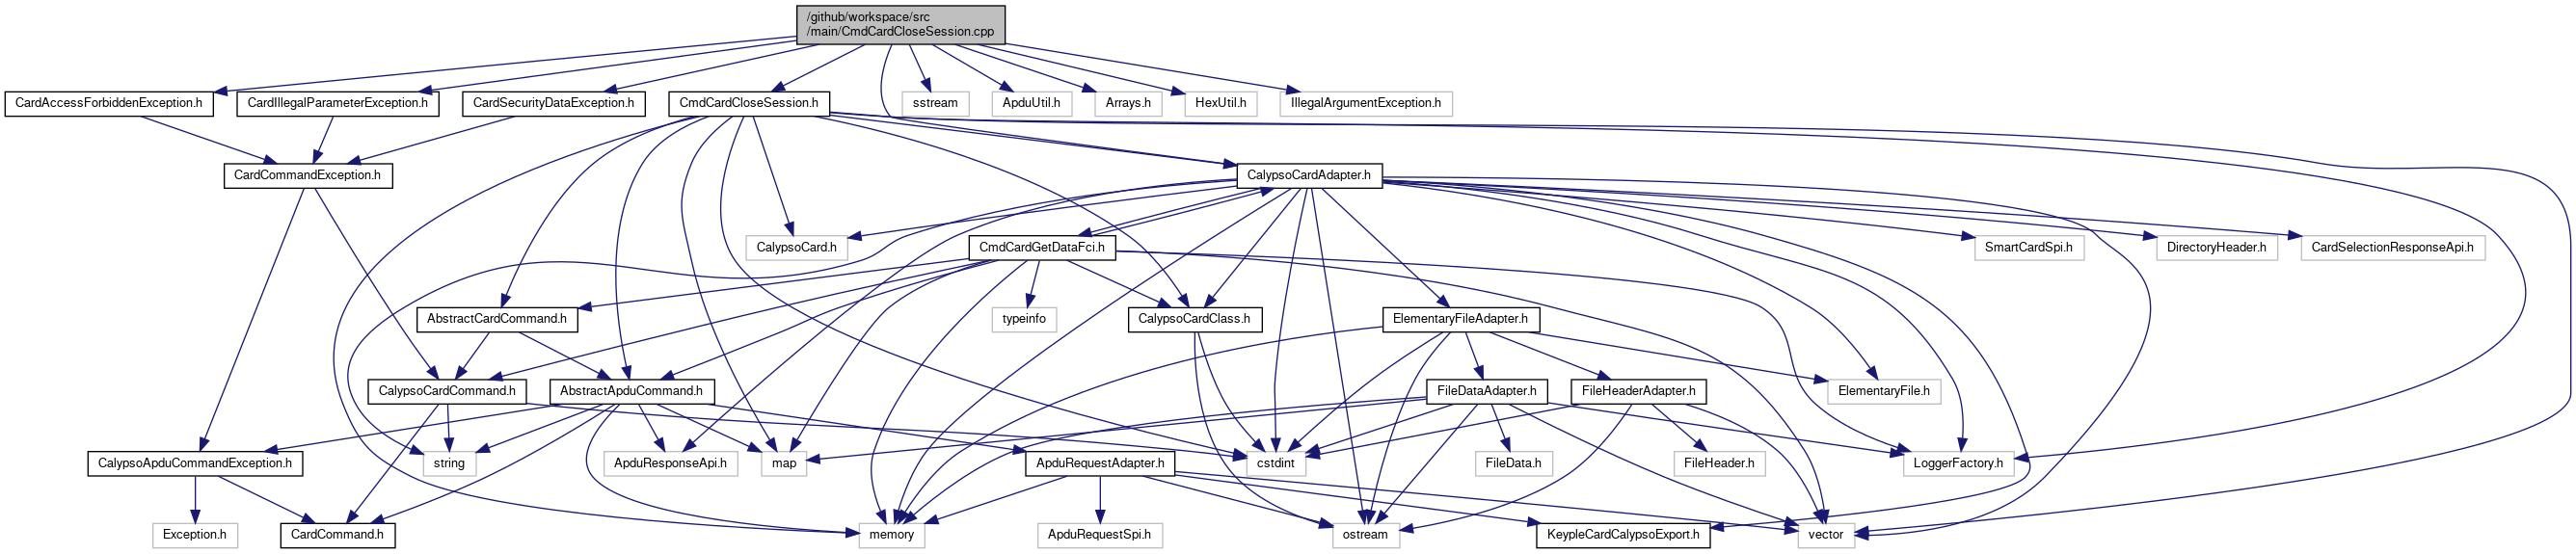 /github/workspace/src
/main/CmdCardCloseSession.cpp
CardAccessForbiddenException.h
CardIllegalParameterException.h
CardSecurityDataException.h
CmdCardCloseSession.h
sstream
ApduUtil.h
Arrays.h
HexUtil.h
IllegalArgumentException.h
CardCommandException.h
CalypsoCardAdapter.h
CalypsoCard.h
CmdCardGetDataFci.h
SmartCardSpi.h
DirectoryHeader.h
CardSelectionResponseApi.h
AbstractCardCommand.h
typeinfo
CalypsoCardClass.h
ElementaryFileAdapter.h
CalypsoCardCommand.h
AbstractApduCommand.h
FileDataAdapter.h
FileHeaderAdapter.h
ElementaryFile.h
CalypsoApduCommandException.h
string
ApduResponseApi.h
map
ApduRequestAdapter.h
cstdint
FileData.h
FileHeader.h
LoggerFactory.h
Exception.h
CardCommand.h
memory
ApduRequestSpi.h
ostream
KeypleCardCalypsoExport.h
vector